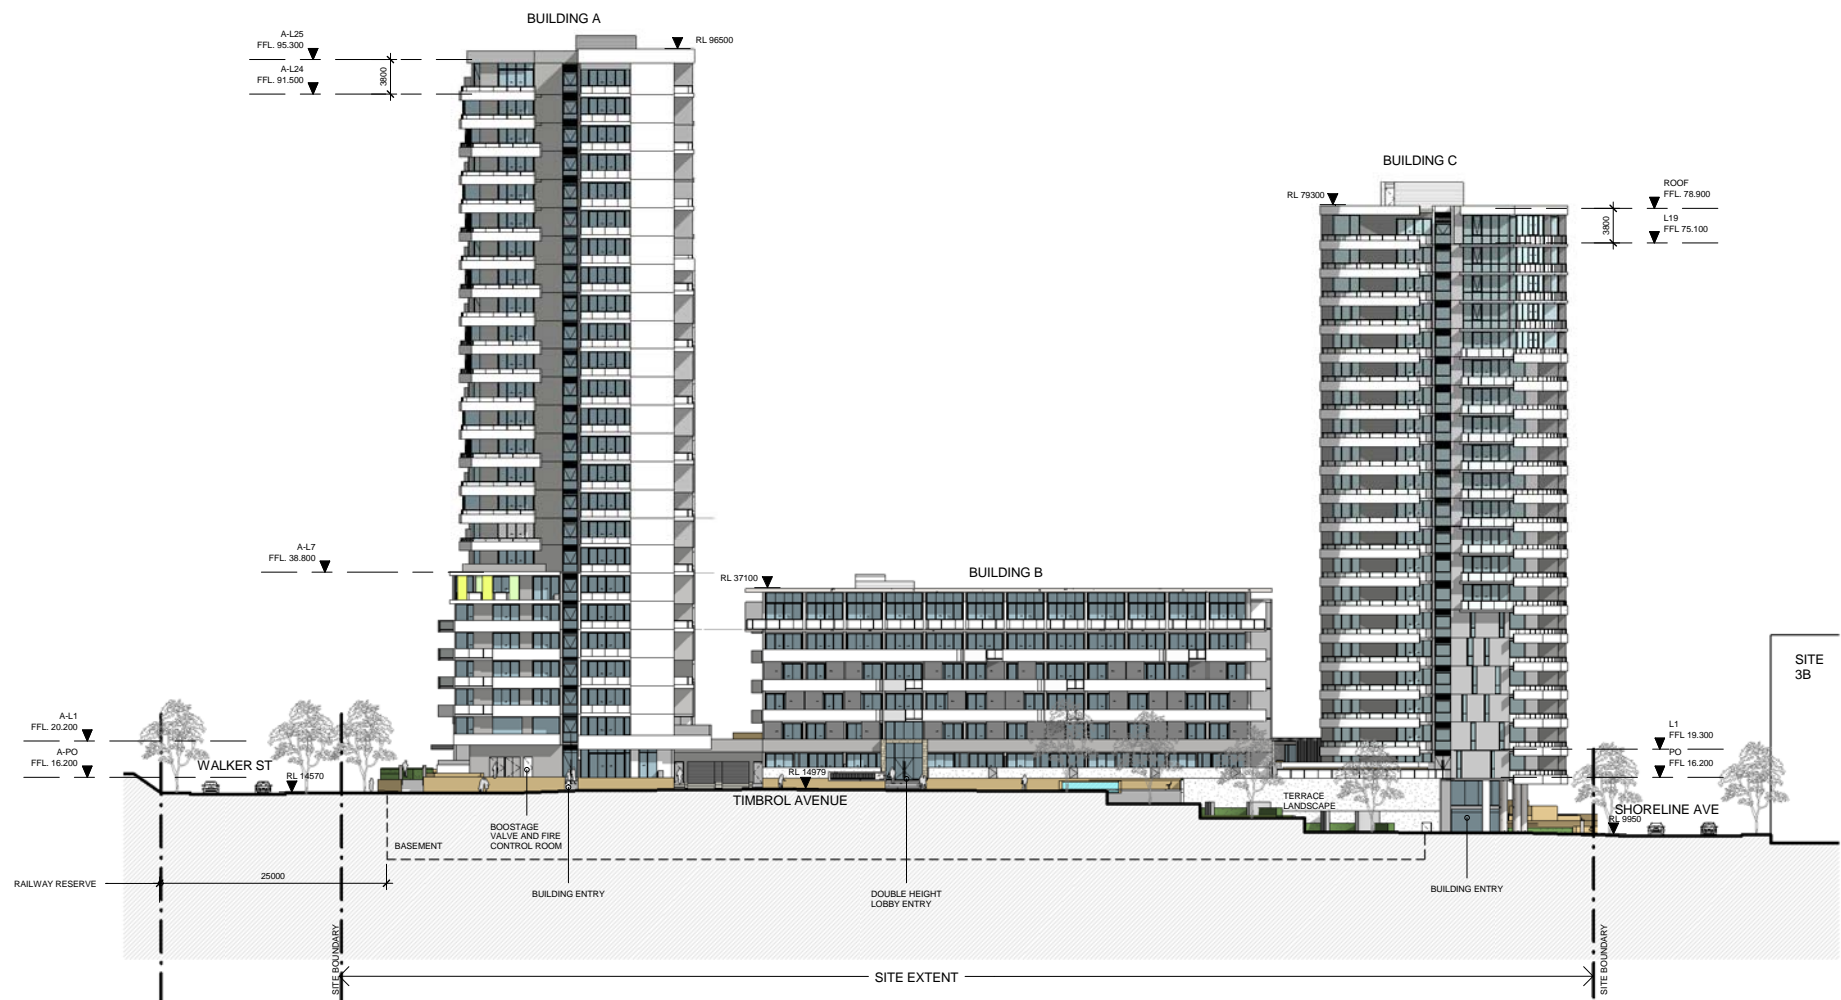 BUILDING A
A-L25
FFL. 95.300
RL 96500
A-L24
FFL. 91.500
3800
BUILDING C
RL 79300
ROOF
FFL. 78.900
L19
FFL 75.100
3800
A-L7
FFL. 38.800
BUILDING B
RL 37100
SITE
3B
A-L1
FFL. 20.200
A-PO
FFL. 16.200
WALKER ST
RL 14570
RL 14979
TIMBROL AVENUE
L1
FFL 19.300
PO
FFL 16.200
TERRACE
LANDSCAPE
SHORELINE AVE
RL 9950
BOOSTAGE
VALVE AND FIRE
CONTROL ROOM
BASEMENT
25000
RAILWAY RESERVE
BUILDING ENTRY
DOUBLE HEIGHT
LOBBY ENTRY
BUILDING ENTRY
SITE BOUNDARY
SITE EXTENT
SITE BOUNDARY